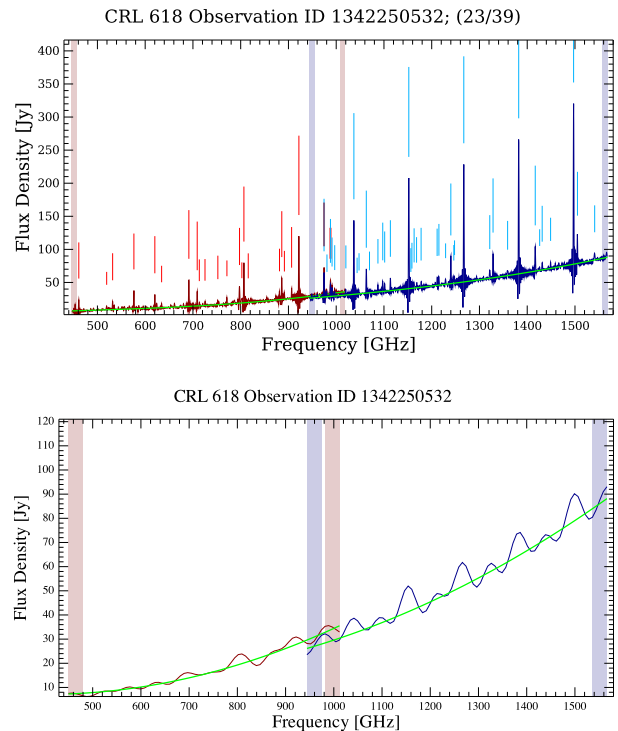 CRL 618 Observation ID 1342250532; (23/39)
Flux Density [Jy]
400
350
300
250
200
150
100
50
500 600 700 800 900 1000 1100 1200 1300 1400 1500
Frequency [GHz]
CRL 618 Observation ID 1342250532
Flux Density [Jy]
120
110
100
90
80
70
60
50
40
30
20
10
500 600 700 800 900 1000 1100 1200 1300 1400 1500
Frequency [GHz]